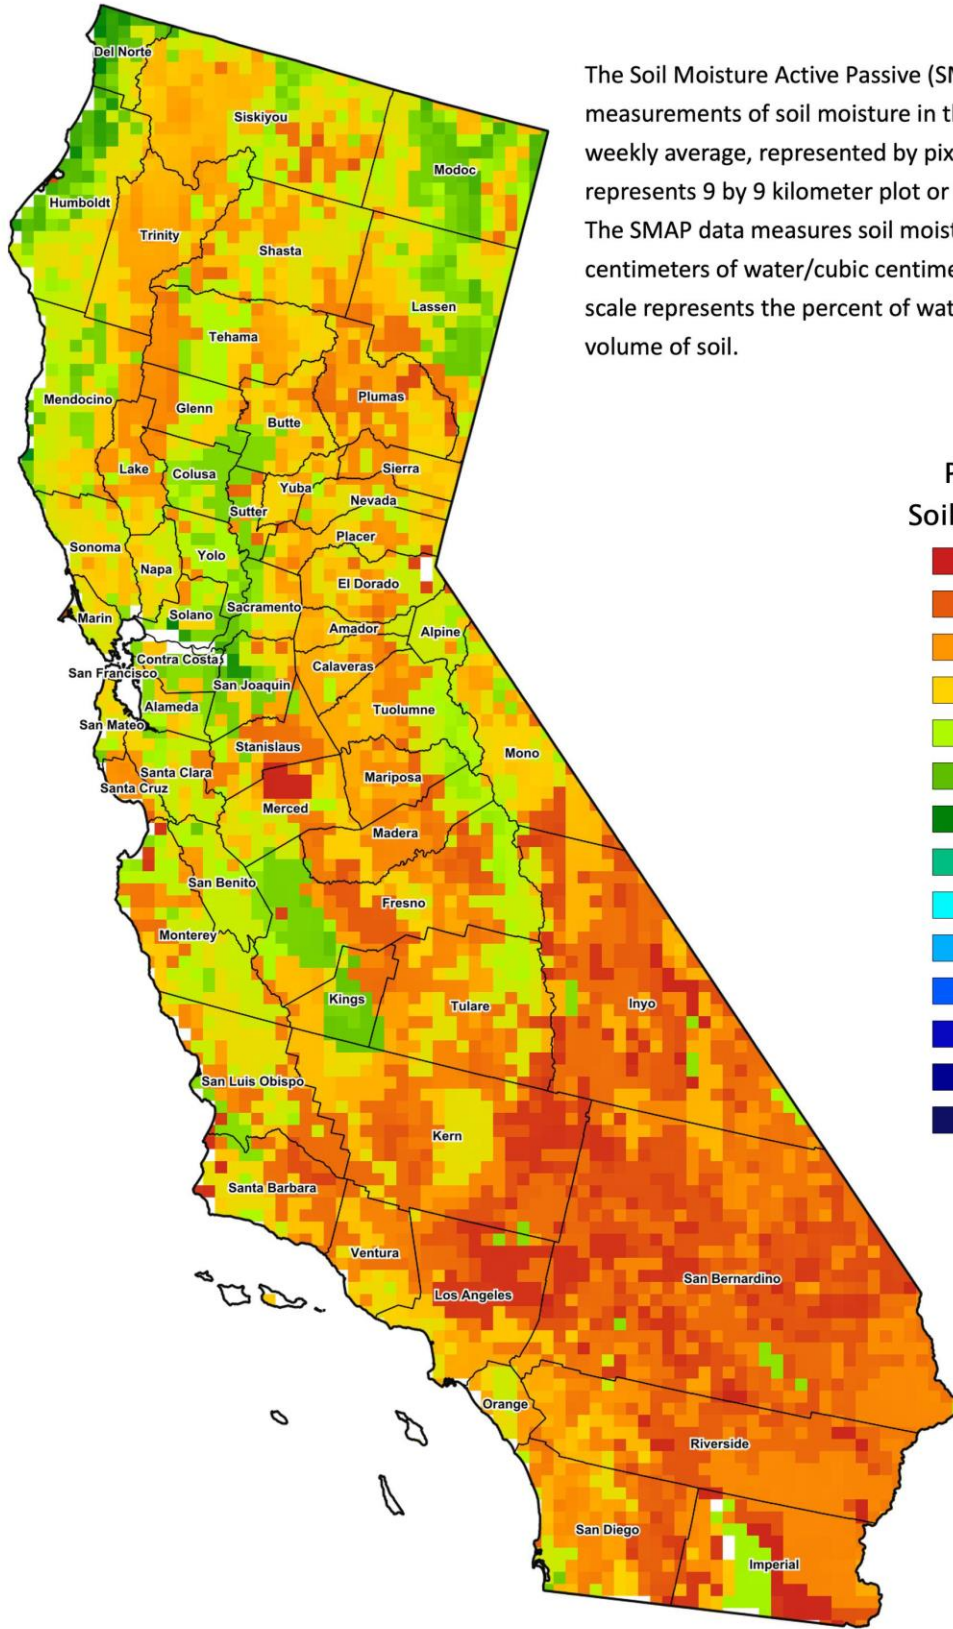 The Soil Moisture Active Passive (SM
measurements of soil moisture in th
weekly average, represented by pix
represents 9 by 9 kilometer plot or
The SMAP data measures soil moist
centimeters of water/cubic centime
scale represents the percent of wat
volume of soil.
P
Soil
Del Norte
Siskiyou
Modoc
Humboldt
Trinity
Shasta
Lassen
Tehama
Mendocino
Glenn
Butte
Plumas
Lake
Colusa
Sierra
Yuba
Nevada
Sutter
Placer
Sonoma
Yolo
Napa
El Dorado
Sacramento
Marin
Solano
Amador
Alpine
Contra Costa
Calaveras
San Francisco
San Joaquin
Alameda
Tuolumne
San Mateo
Stanislaus
Mono
Santa Clara
Mariposa
Santa Cruz
Merced
Madera
San Benito
Fresno
Monterey
Kings
Tulare
Inyo
San Luis Obispo
Kern
Santa Barbara
Ventura
San Bernardino
Los Angeles
Orange
Riverside
San Diego
Imperial